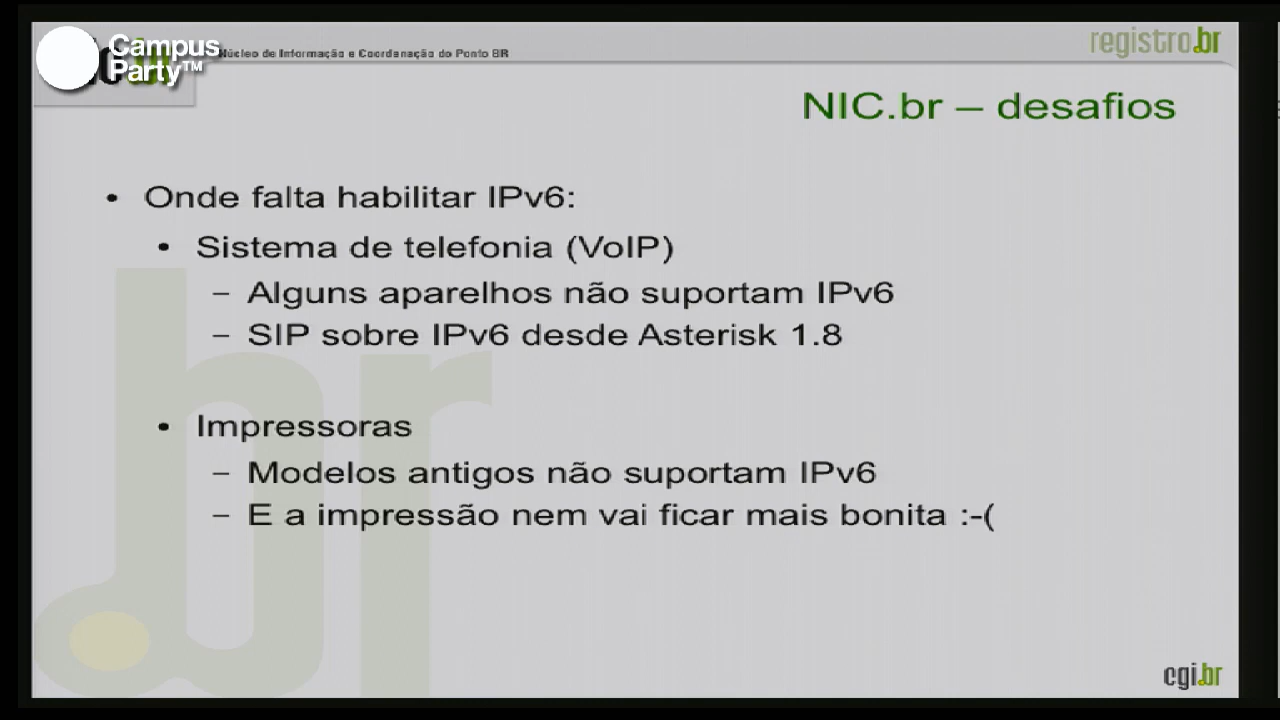 Campus
Party™
Núcleo de Informação e Coordenação do Ponto BR
registro.br
NIC.br – desafios
• Onde falta habilitar IPv6:
• Sistema de telefonia (VoIP)
– Alguns aparelhos não suportam IPv6
– SIP sobre IPv6 desde Asterisk 1.8
• Impressoras
– Modelos antigos não suportam IPv6
– E a impressão nem vai ficar mais bonita :-(
.br
cgi.br